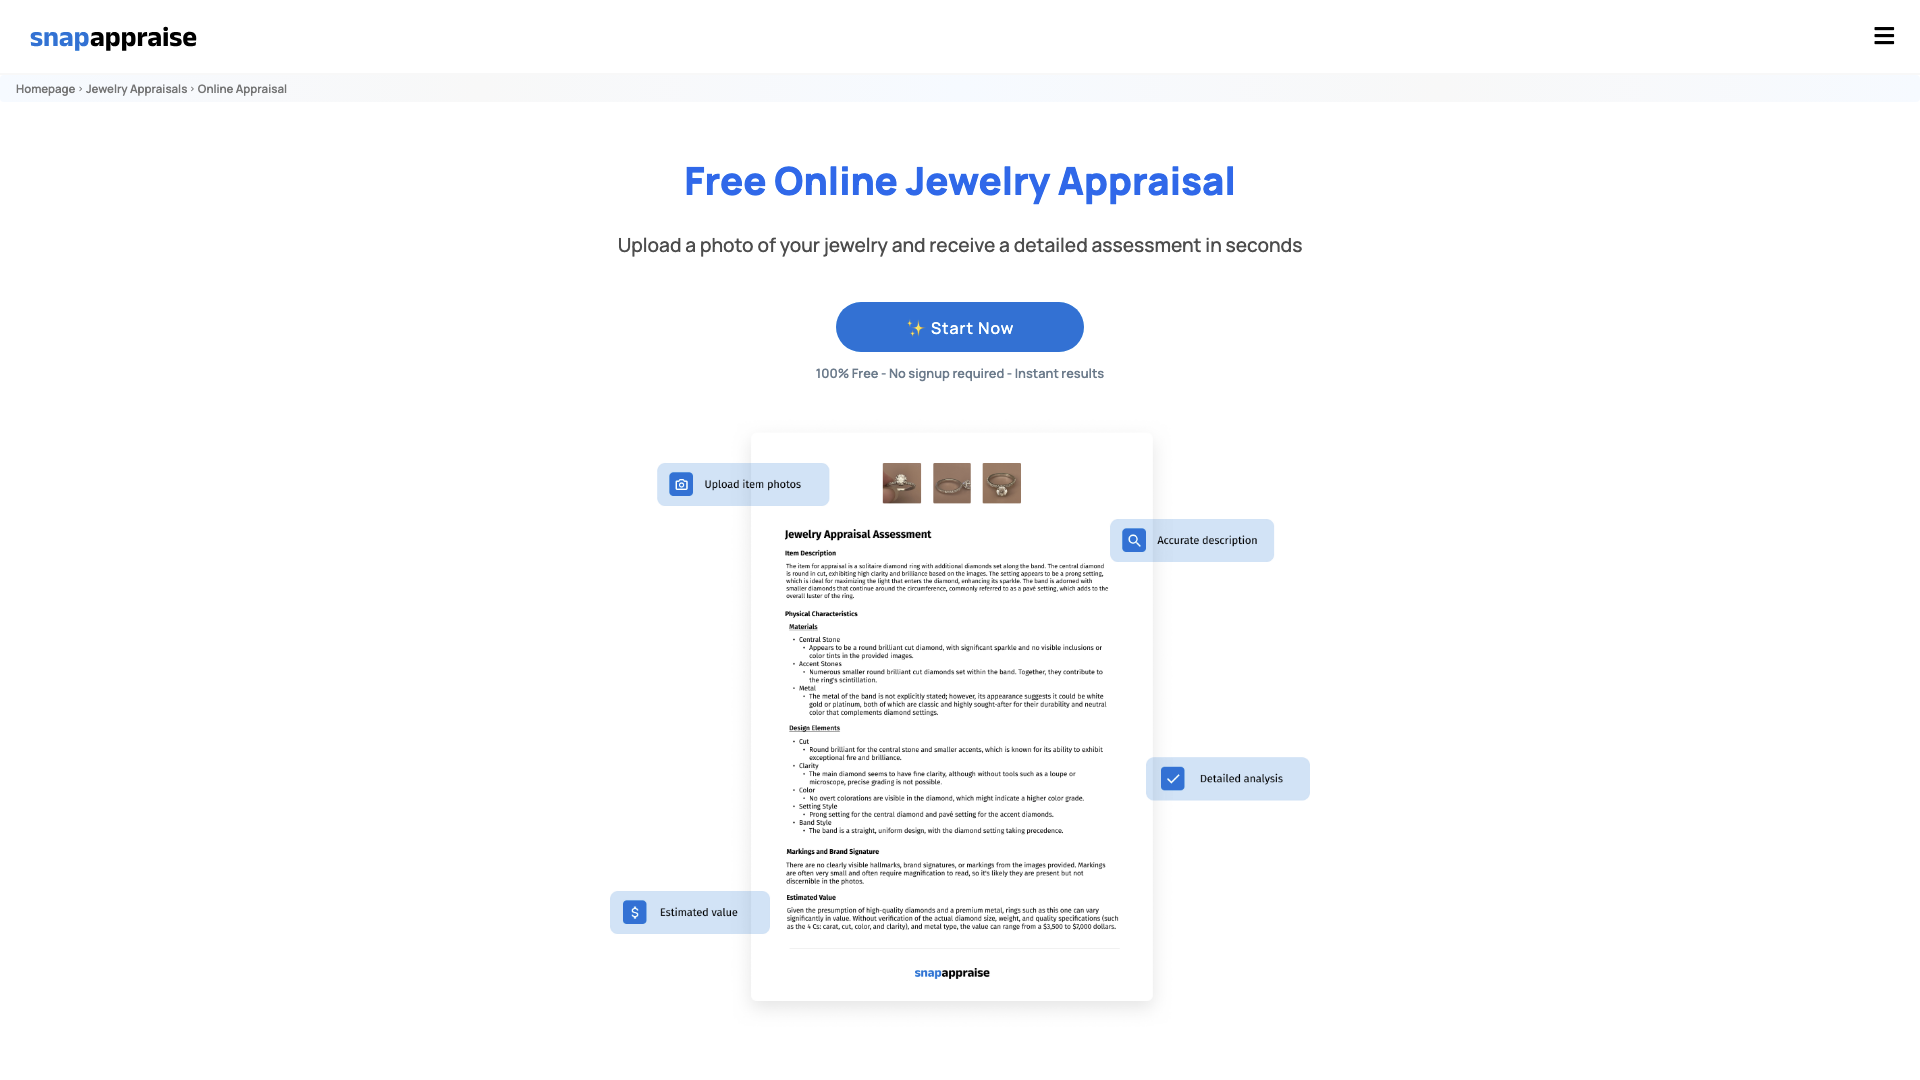 snapappraise
Homepage › Jewelry Appraisals › Online Appraisal
Free Online Jewelry Appraisal
Upload a photo of your jewelry and receive a detailed assessment in seconds
✨ Start Now
100% Free - No signup required - Instant results
Upload item photos
Accurate description
Jewelry Appraisal Assessment
Item Description
The item for appraisal is a solitaire diamond ring with additional diamonds set along the band. The central diamond
is round in cut, exhibiting high clarity and brilliance based on the images. The setting appears to be a prong setting,
which is ideal for maximizing the light that enters the diamond, enhancing its sparkle. The band is adorned with
smaller diamonds that continue around the circumference, commonly referred to as a pavé setting, which adds to the
overall luster of the ring.
Physical Characteristics
Materials
• Central Stone
• Appears to be a round brilliant cut diamond, with significant sparkle and no visible inclusions or
color tints in the provided images.
• Accent Stones
• Numerous smaller round brilliant cut diamonds set within the band. Together, they contribute to
the ring's scintillation.
• Metal
• The metal of the band is not explicitly stated; however, its appearance suggests it could be white
gold or platinum, both of which are classic and highly sought-after for their durability and neutral
color that complements diamond settings.
Design Elements
• Cut
• Round brilliant for the central stone and smaller accents, which is known for its ability to exhibit
exceptional fire and brilliance.
• Clarity
• The main diamond seems to have fine clarity, although without tools such as a loupe or
microscope, precise grading is not possible.
• Color
• No overt colorations are visible in the diamond, which might indicate a higher color grade.
• Setting Style
• Prong setting for the central diamond and pavé setting for the accent diamonds.
• Band Style
• The band is a straight, uniform design, with the diamond setting taking precedence.
Detailed analysis
Markings and Brand Signature
There are no clearly visible hallmarks, brand signatures, or markings from the images provided. Markings
are often very small and often require magnification to read, so it's likely they are present but not
discernible in the photos.
Estimated Value
Given the presumption of high-quality diamonds and a premium metal, rings such as this one can vary
significantly in value. Without verification of the actual diamond size, weight, and quality specifications (such
as the 4 Cs: carat, cut, color, and clarity), and metal type, the value can range from a $3,500 to $7,000 dollars.
Estimated value
snapappraise